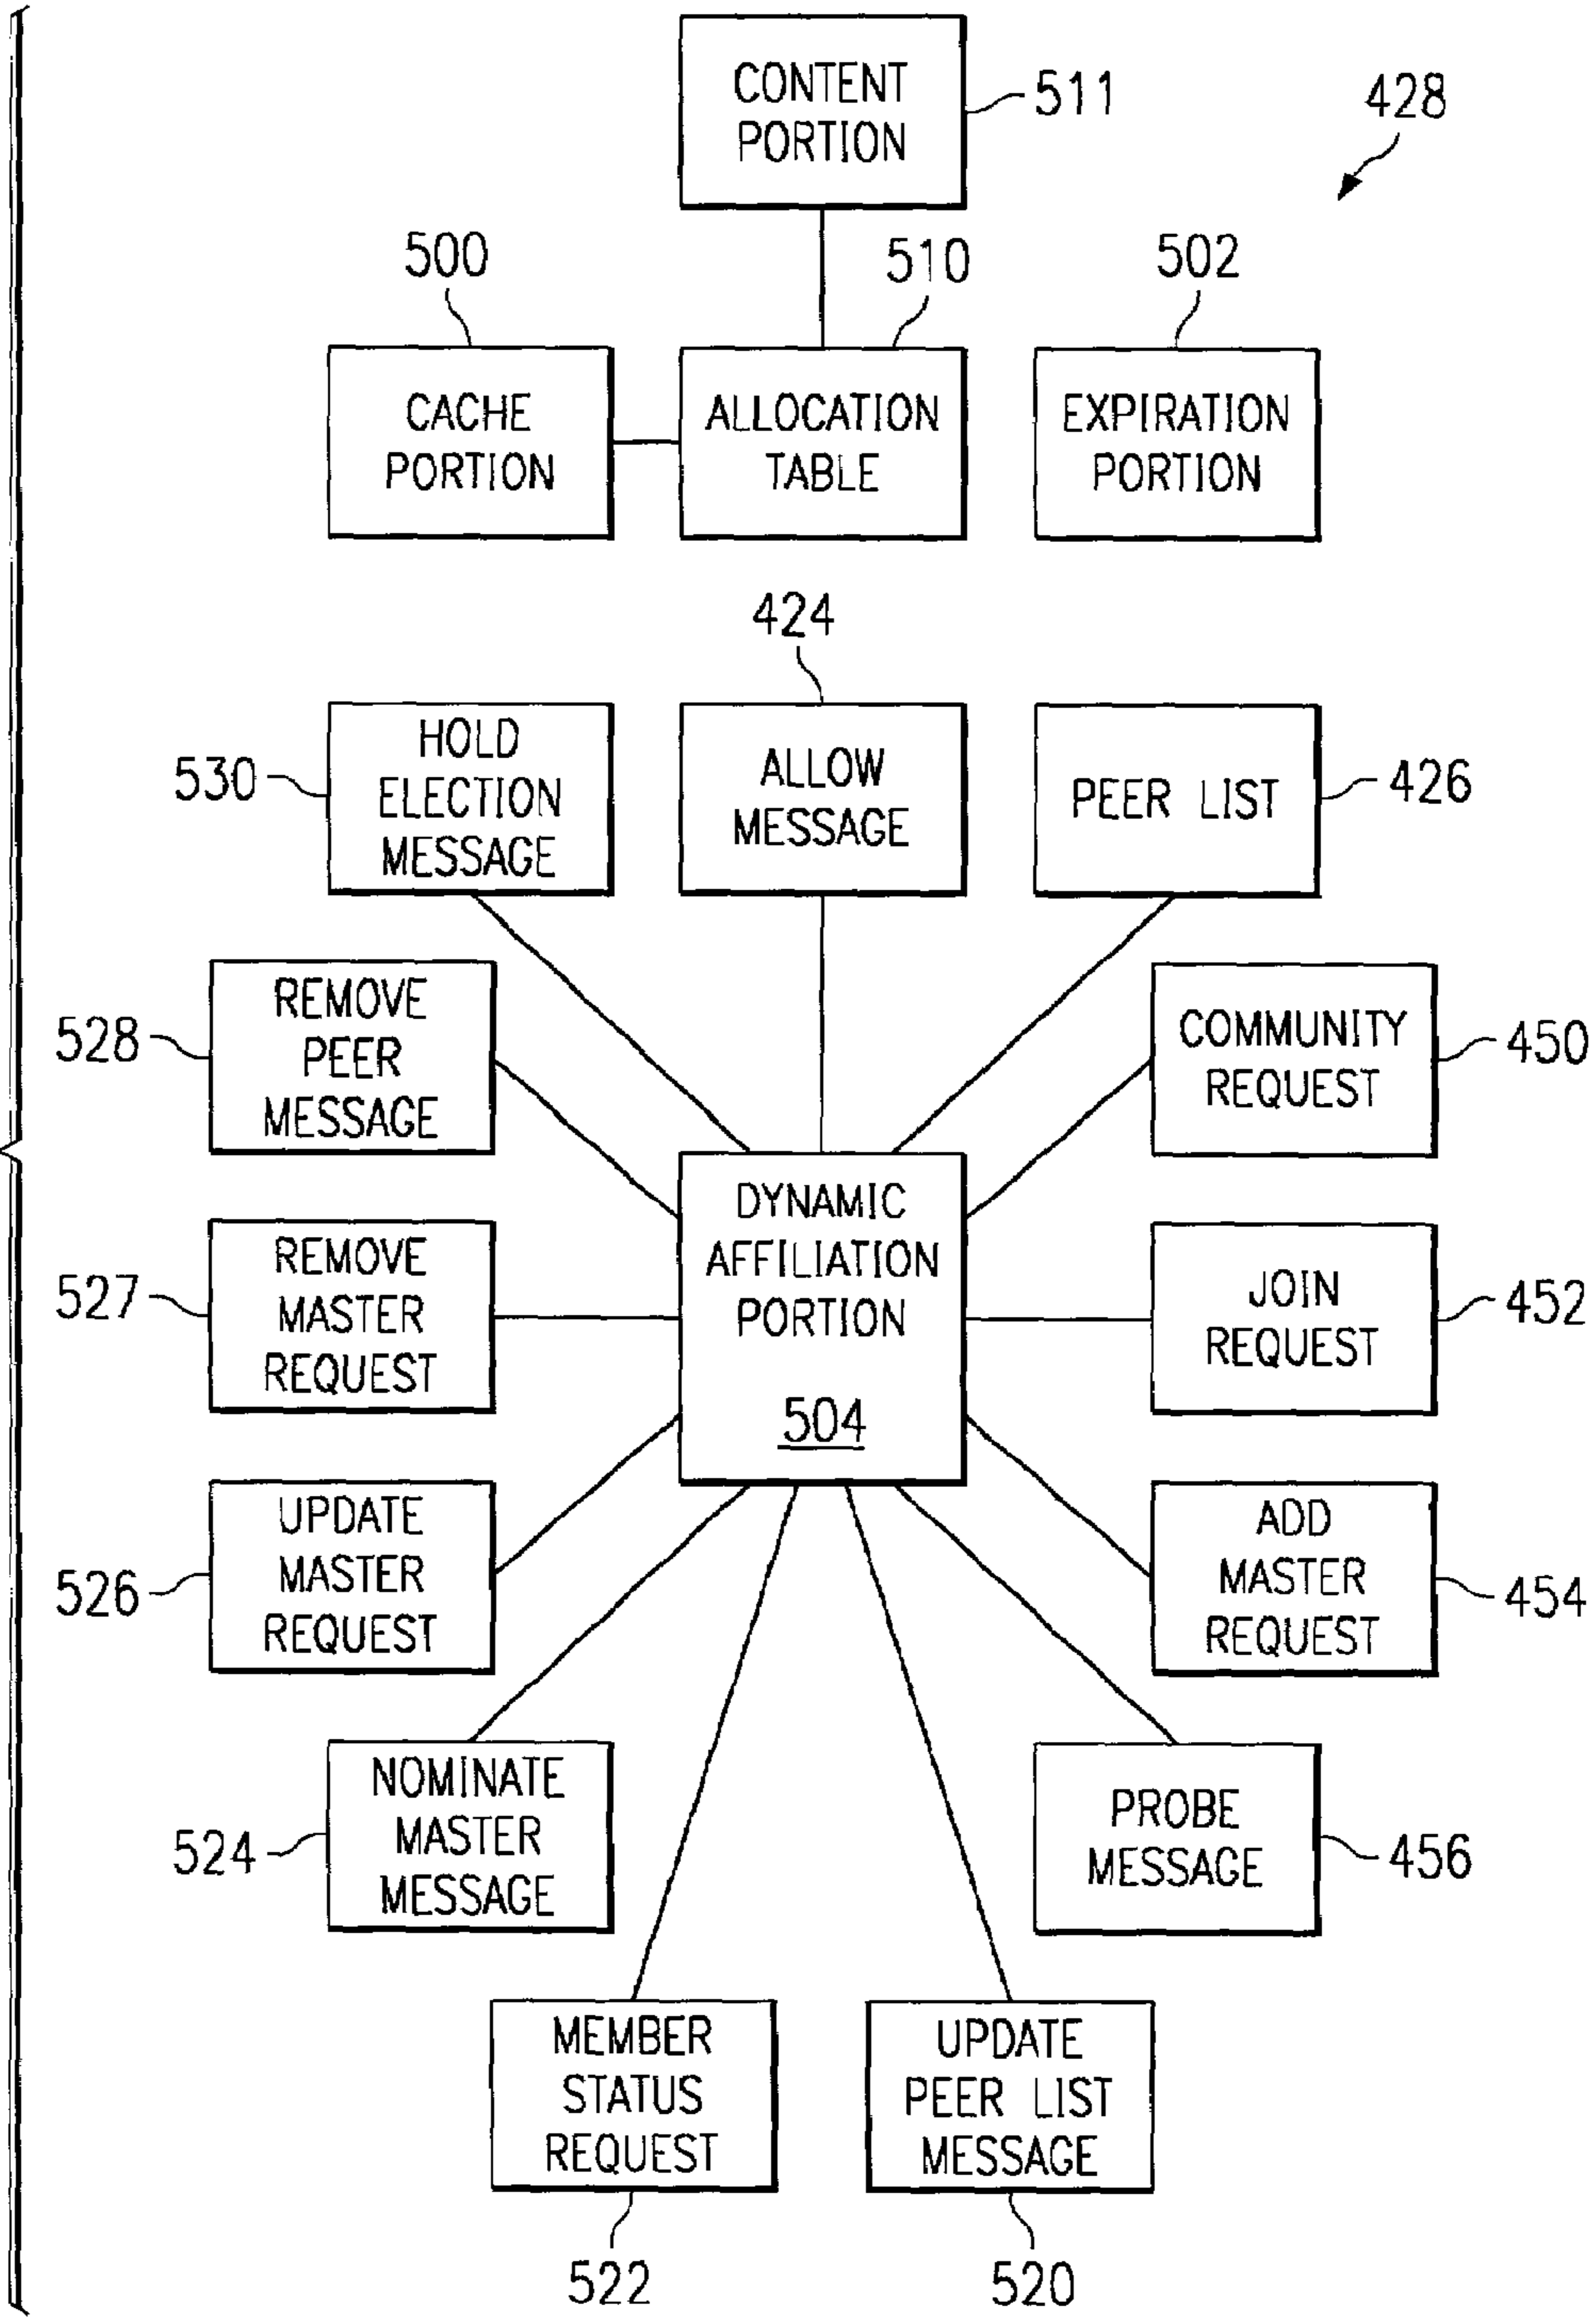 CONTENT
PORTION
511
428
500
510
502
CACHE
PORTION
ALLOCATION
TABLE
EXPIRATION
PORTION
424
530
HOLD
ELECTION
MESSAGE
ALLOW
MESSAGE
PEER LIST
426
528
REMOVE
PEER
MESSAGE
COMMUNITY
REQUEST
450
DYNAMIC
AFFILIATION
PORTION
504
527
REMOVE
MASTER
REQUEST
JOIN
REQUEST
452
526
UPDATE
MASTER
REQUEST
ADD
MASTER
REQUEST
454
524
NOMINATE
MASTER
MESSAGE
PROBE
MESSAGE
456
MEMBER
STATUS
REQUEST
UPDATE
PEER LIST
MESSAGE
522
520